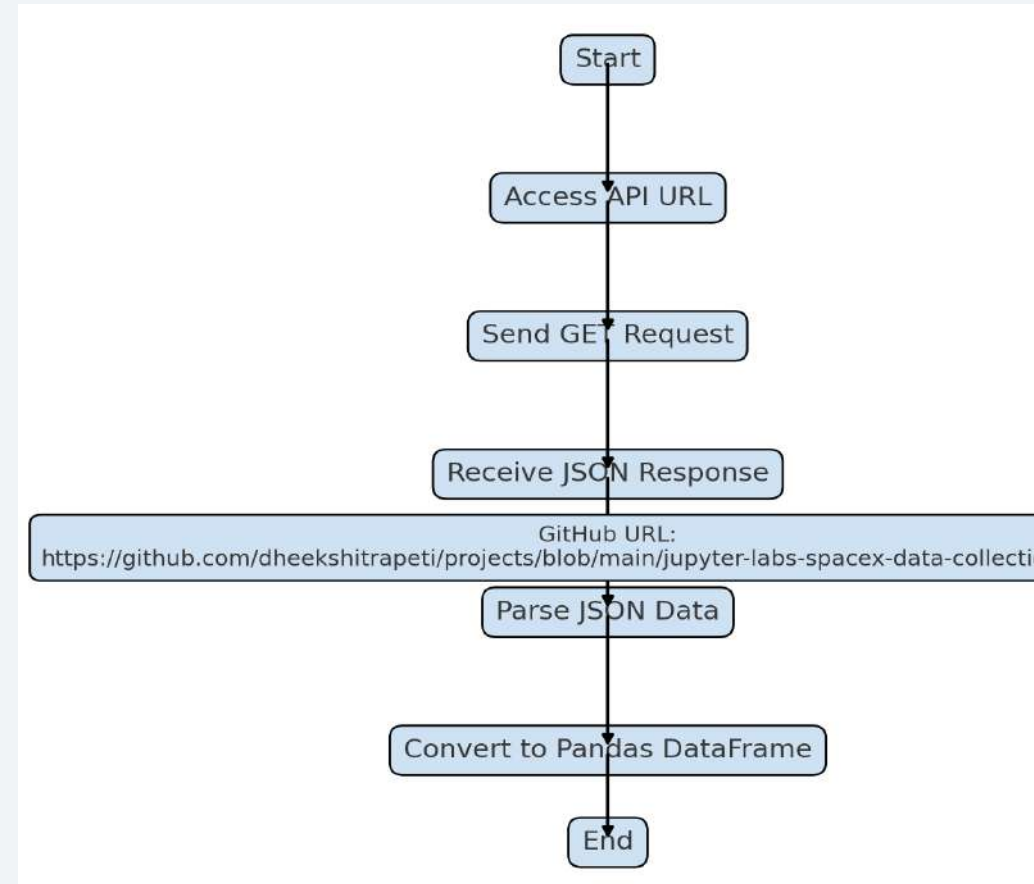 Start
Access API URL
Send GET Request
Receive JSON Response
GitHub URL:
https://github.com/dheekshitrapeti/projects/blob/main/jupyter-labs-spacex-data-collecti
Parse JSON Data
Convert to Pandas DataFrame
End